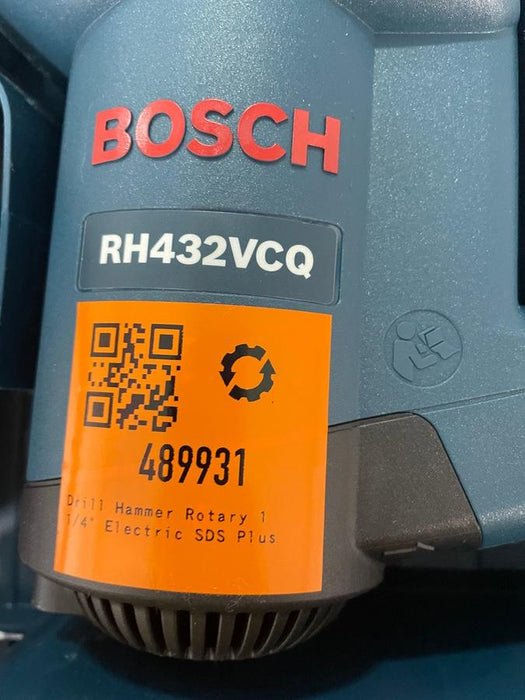 BOSCH
RH432VCQ
489931
Drill Hammer Rotary 1
1/4" Electric SDS Plus